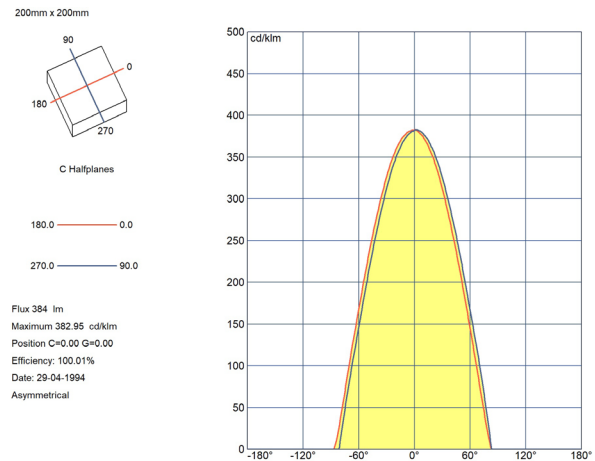 200mm x 200mm
90
0
180
270
C Halfplanes
180.0 0.0
270.0 90.0
Flux 384 lm
Maximum 382.95 cd/klm
Position C=0.00 G=0.00
Efficiency: 100.01%
Date: 29-04-1994
Asymmetrical
500
cd/klm
450
400
350
300
250
200
150
100
50
0
-180° -120° -60° 0° 60° 120° 180°